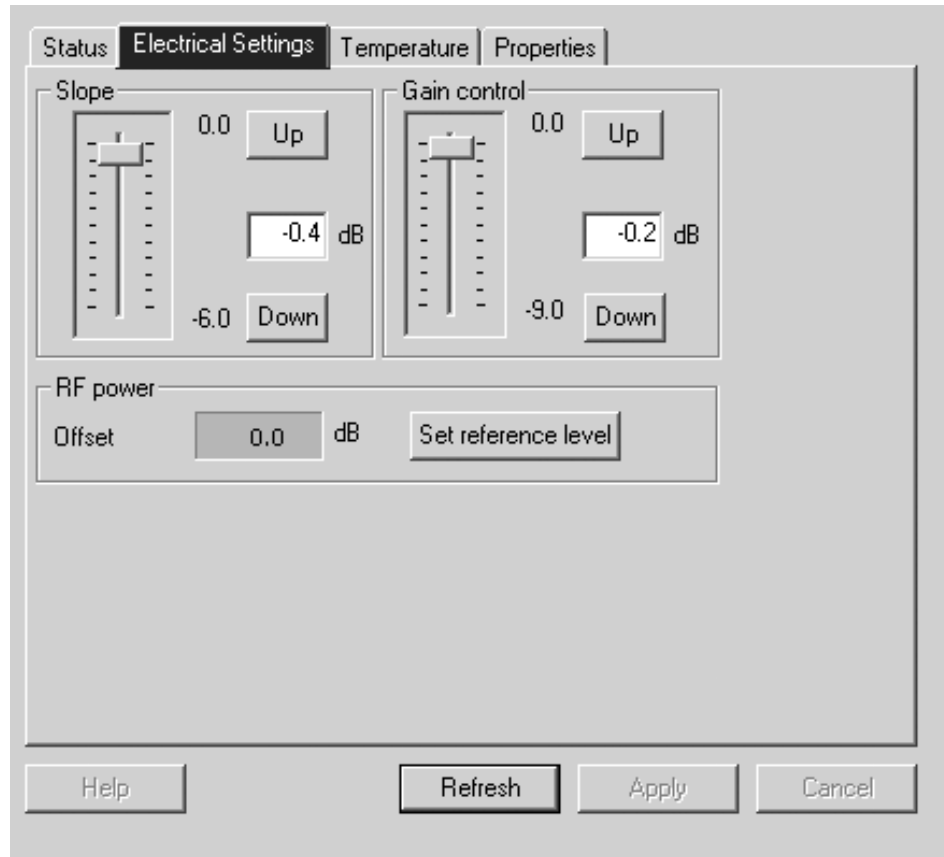 Status Electrical Settings Temperature Properties
Slope
0.0 Up
-0.4 dB
-6.0 Down
Gain control
0.0 Up
-0.2 dB
-9.0 Down
RF power
Offset 0.0 dB Set reference level
Help Refresh Apply Cancel